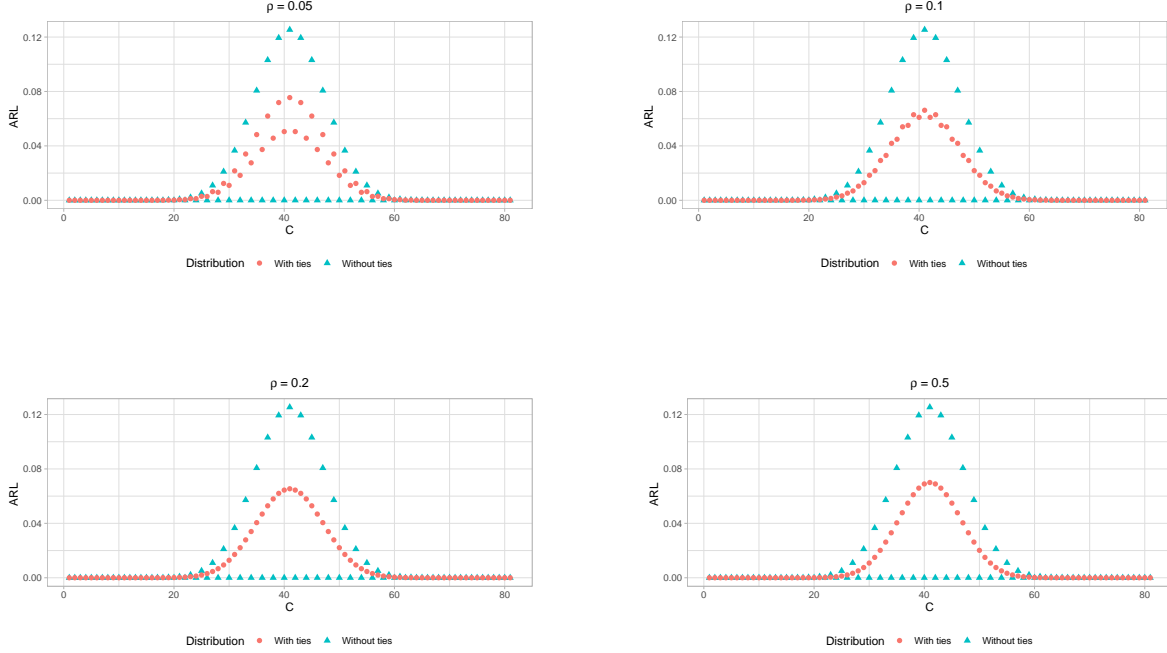 ρ = 0.05
0.12
0.08
0.04
0.00
ARL
0 20 40 60 80
C
Distribution With ties Without ties
ρ = 0.1
0.12
0.08
0.04
0.00
ARL
0 20 40 60 80
C
Distribution With ties Without ties
ρ = 0.2
0.12
0.08
0.04
0.00
ARL
0 20 40 60 80
C
Distribution With ties Without ties
ρ = 0.5
0.12
0.08
0.04
0.00
ARL
0 20 40 60 80
C
Distribution With ties Without ties